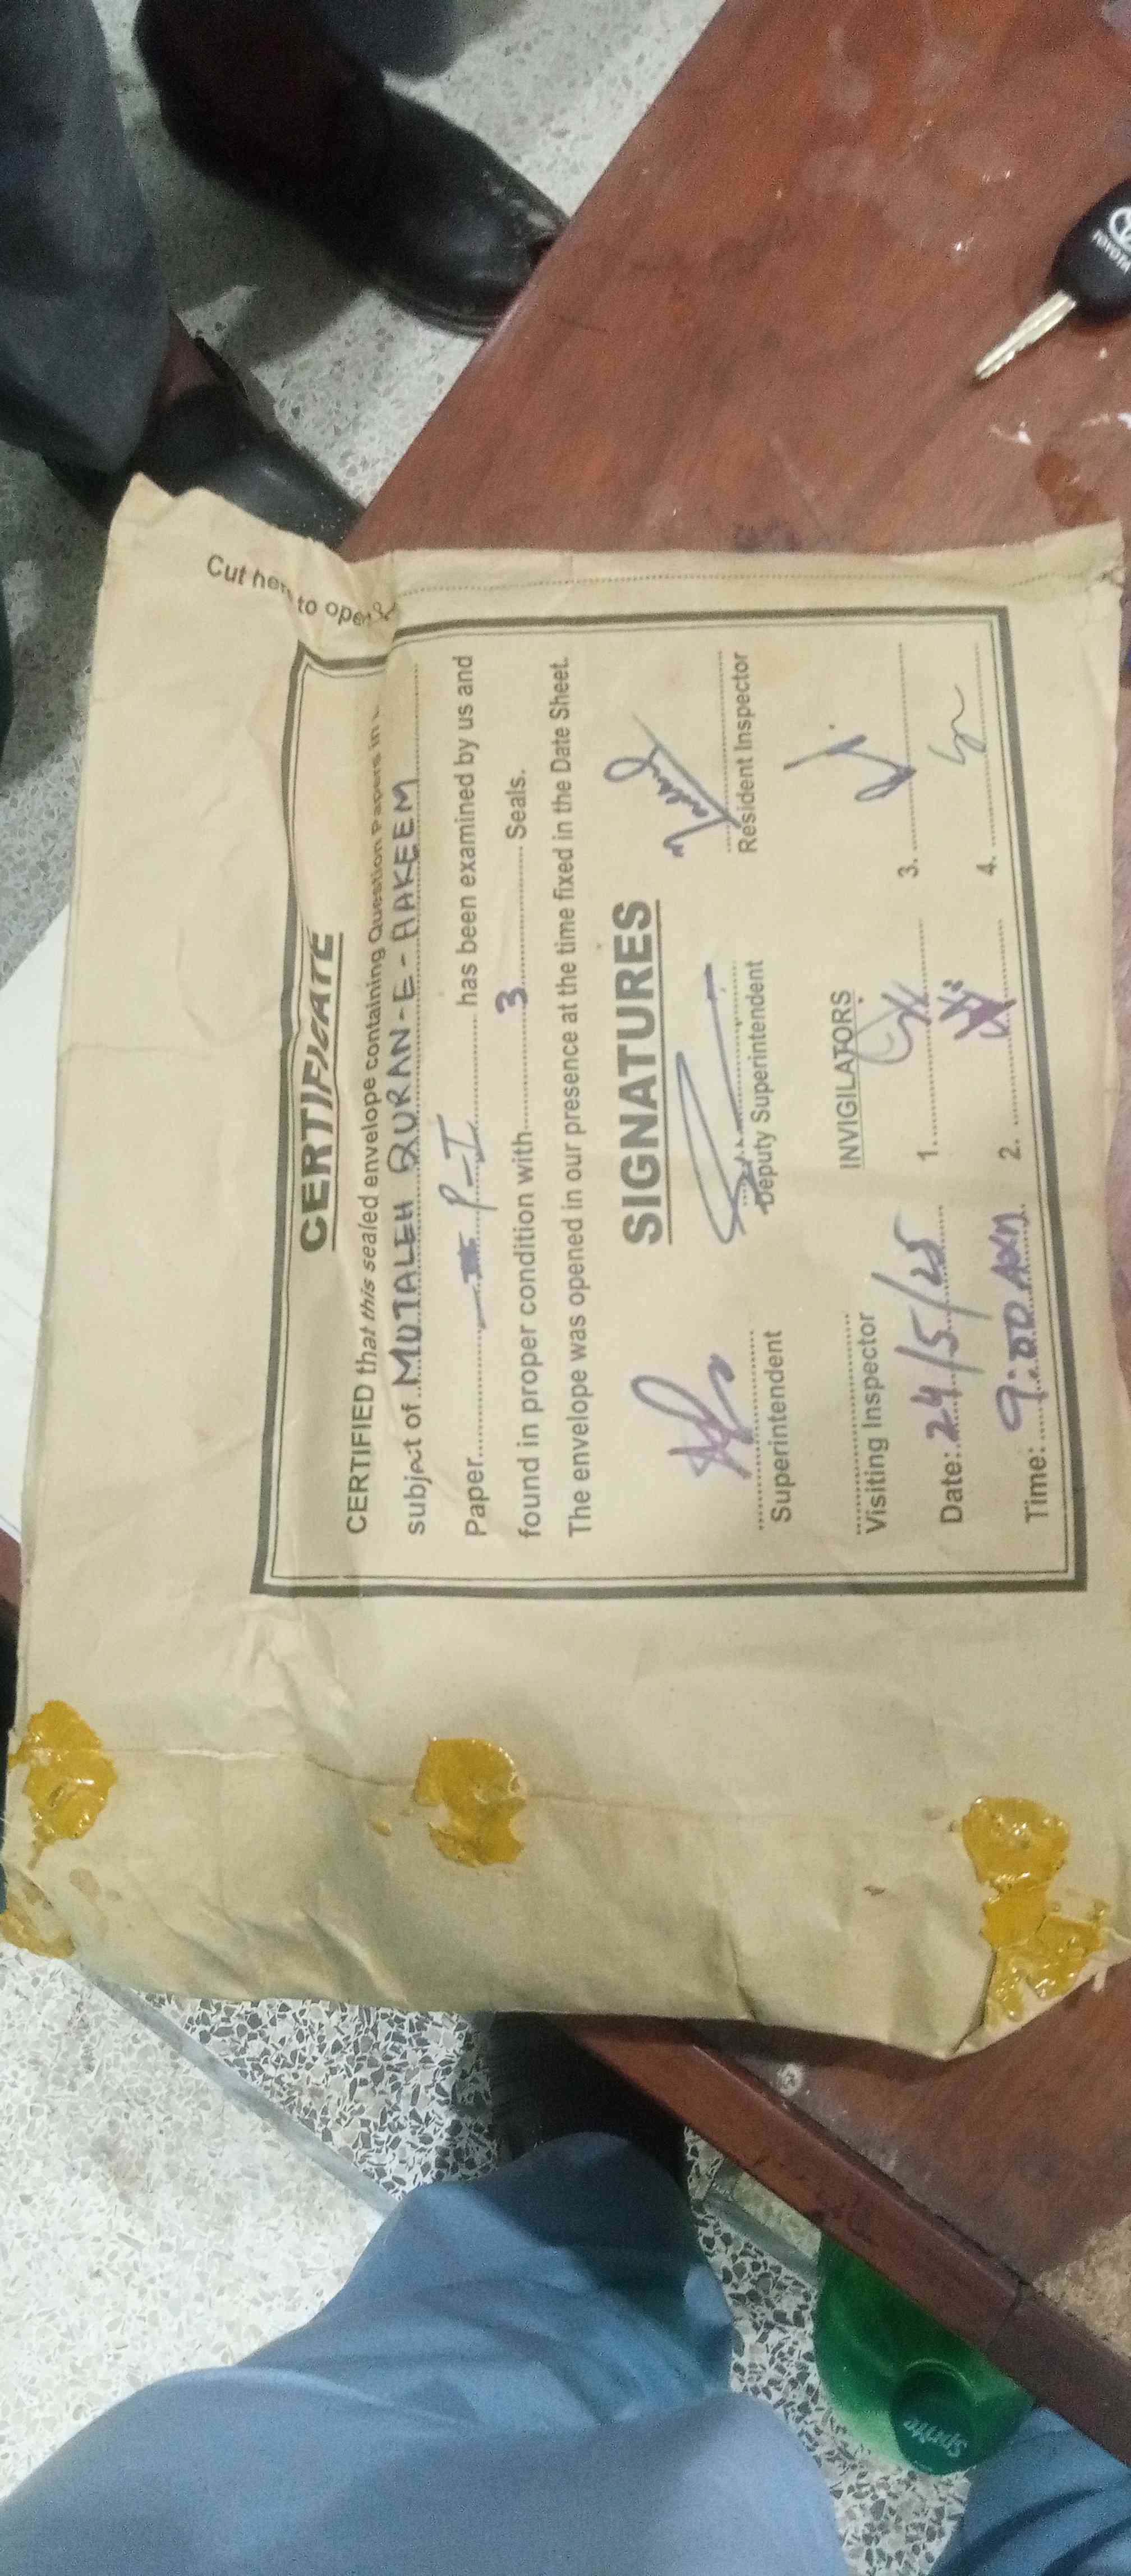 Cut here to open
CERTIFICATE
CERTIFIED that this sealed envelope containing Question Papers in
subject of MUTALEH QURAN-E-HAKEEM
Paper P-I has been examined by us and
found in proper condition with 3 Seals.
The envelope was opened in our presence at the time fixed in the Date Sheet.
SIGNATURES
Superintendent
Deputy Superintendent
Resident Inspector
Visiting Inspector
INVIGILATORS
Date: 24/5/25
1.
3.
Time: 9:00 AM
2.
4.
TOYOTA
Sprite